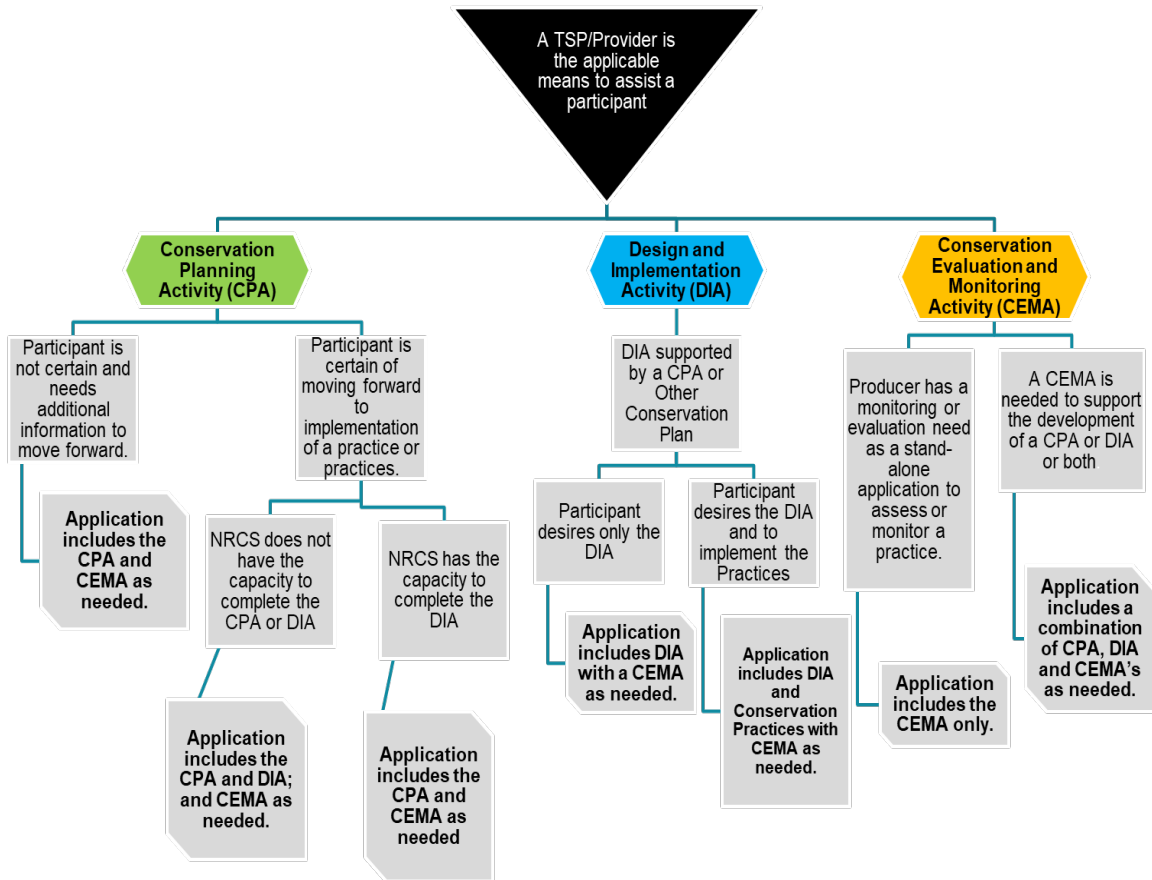 A TSP/Provider is
the applicable
means to assist a
participant
Conservation
Planning
Activity (CPA)
Design and
Implementation
Activity (DIA)
Conservation
Evaluation and
Monitoring
Activity (CEMA)
Participant is
not certain and
needs
additional
information to
move forward.
Participant is
certain of
moving forward
to
implementation
of a practice or
practices.
DIA supported
by a CPA or
Other
Conservation
Plan
Producer has a
monitoring or
evaluation need
as a stand-
alone
application to
assess or
monitor a
practice.
A CEMA is
needed to support
the development
of a CPA or DIA
or both
Application
includes the
CPA and
CEMA as
needed.
NRCS does not
have the
capacity to
complete the
CPA or DIA
NRCS has the
capacity to
complete the
DIA
Participant
desires only the
DIA
Participant
desires the DIA
and to
implement the
Practices
Application
includes the
CPA and DIA;
and CEMA as
needed.
Application
includes the
CPA and
CEMA as
needed
Application
includes DIA
with a CEMA
as needed.
Application
includes DIA
and
Conservation
Practices with
CEMA as
needed.
Application
includes the
CEMA only.
Application
includes a
combination
of CPA, DIA
and CEMA's
as needed.